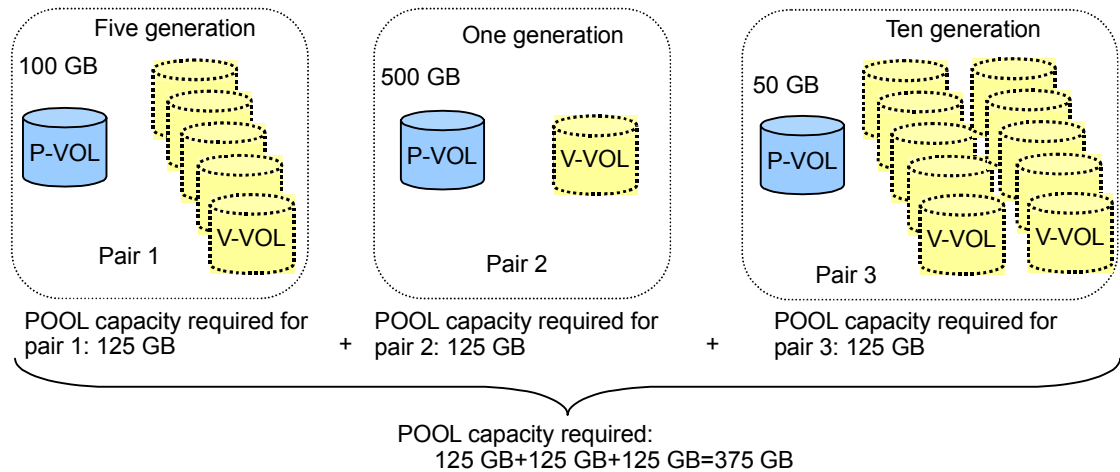 Five generation
100 GB
P-VOL
V-VOL
Pair 1
One generation
500 GB
P-VOL
V-VOL
Pair 2
Ten generation
50 GB
P-VOL
V-VOL
V-VOL
Pair 3
POOL capacity required for
pair 1: 125 GB
+
POOL capacity required for
pair 2: 125 GB
+
POOL capacity required for
pair 3: 125 GB
POOL capacity required:
125 GB+125 GB+125 GB=375 GB